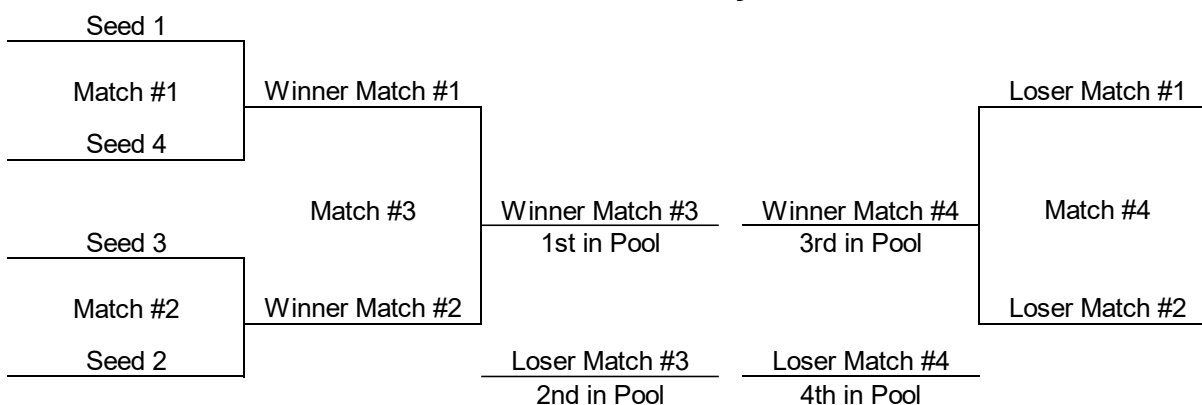 Seed 1
Match #1
Winner Match #1
Loser Match #1
Seed 4
Match #3
Winner Match #3
Winner Match #4
Match #4
1st in Pool
3rd in Pool
Seed 3
Match #2
Winner Match #2
Loser Match #2
Seed 2
Loser Match #3
Loser Match #4
2nd in Pool
4th in Pool